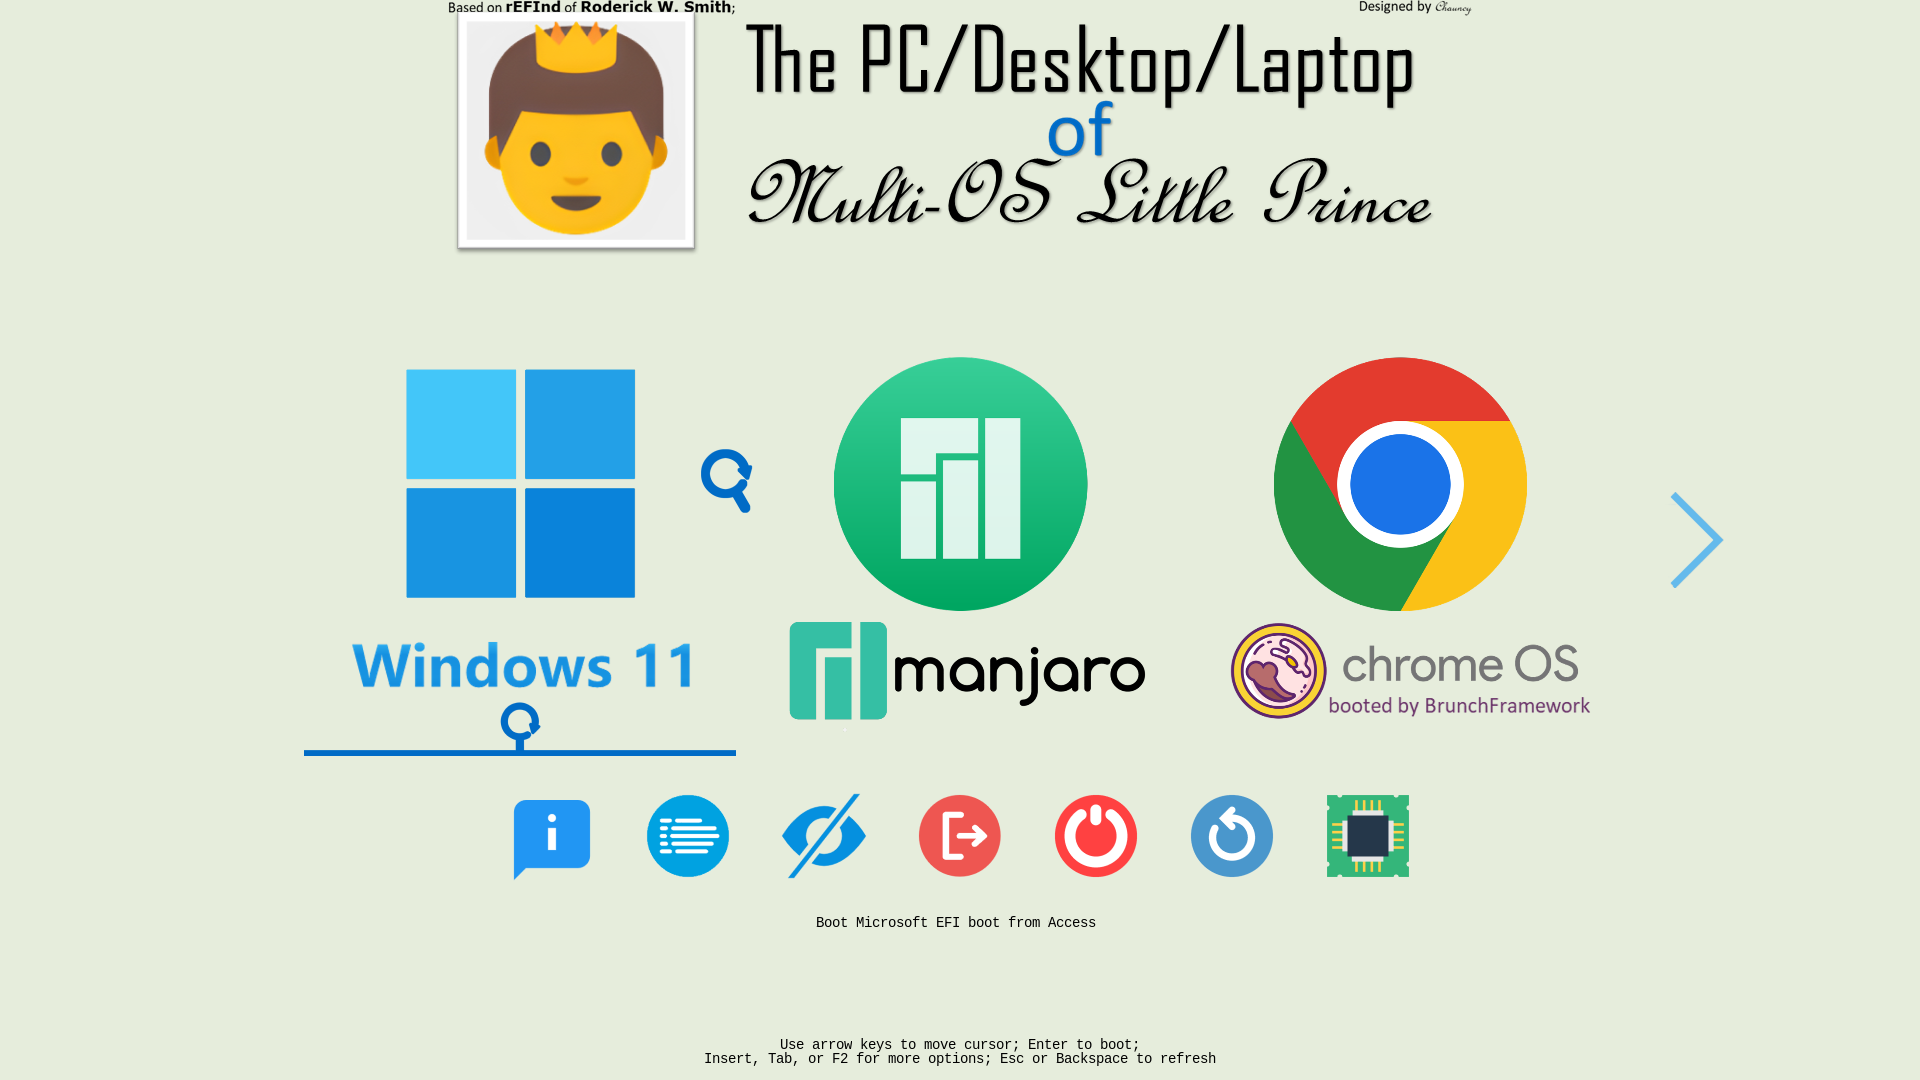 Based on rEFInd of Roderick W. Smith;
Designed by Chauncy
The PC/Desktop/Laptop
of
Multi-OS Little Prince
Windows 11
manjaro
chrome OS
booted by BrunchFramework
i
Boot Microsoft EFI boot from Access
Use arrow keys to move cursor; Enter to boot;
Insert, Tab, or F2 for more options; Esc or Backspace to refresh